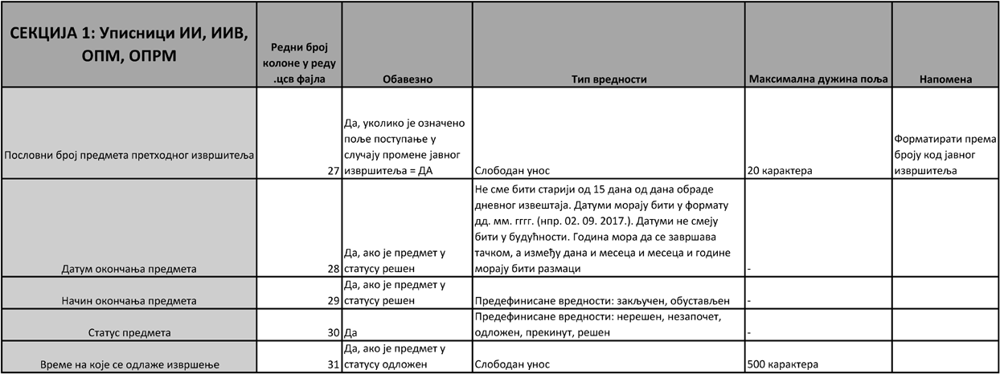 СЕКЦИЈА 1: Уписници ИИ, ИИВ,
ОПМ, ОПРМ
Редни број
колоне у реду
.цсв фајла
Обавезно
Тип вредности
Максимална дужина поља
Напомена
Пословни број предмета претходног извршитеља
27
Да, уколико је означено
поље поступање у
случају промене јавног
извршитеља = ДА
Слободан унос
20 карактера
Форматирати према
броју код јавног
извршитеља
Датум окончања предмета
28
Да, ако је предмет у
статусу решен
Не сме бити старији од 15 дана од дана обраде
дневног извештаја. Датуми морају бити у формату
дд. мм. гггг. (нпр. 02. 09. 2017.). Датуми не смеју
бити у будућности. Година мора да се завршава
тачком, а између дана и месеца и месеца и године
морају бити размаци
-
Начин окончања предмета
29
Да, ако је предмет у
статусу решен
Предефинисане вредности: закључен, обустављен
-
Статус предмета
30
Да
Предефинисане вредности: нерешен, незапочет,
одложен, прекинут, решен
-
Време на које се одлаже извршење
31
Да, ако је предмет у
статусу одложен
Слободан унос
500 карактера